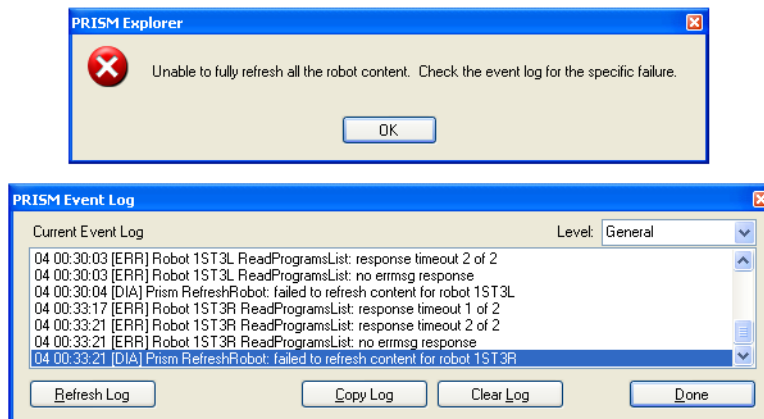 PRISM Explorer
Unable to fully refresh all the robot content. Check the event log for the specific failure.
OK
PRISM Event Log
Current Event Log
Level: General
04 00:30:03 [ERR] Robot 1ST3L ReadProgramsList: response timeout 2 of 2
04 00:30:03 [ERR] Robot 1ST3L ReadProgramsList: no errmsg response
04 00:30:04 [DIA] Prism RefreshRobot: failed to refresh content for robot 1ST3L
04 00:33:17 [ERR] Robot 1ST3R ReadProgramsList: response timeout 1 of 2
04 00:33:21 [ERR] Robot 1ST3R ReadProgramsList: response timeout 2 of 2
04 00:33:21 [ERR] Robot 1ST3R ReadProgramsList: no errmsg response
04 00:33:21 [DIA] Prism RefreshRobot: failed to refresh content for robot 1ST3R
Refresh Log
Copy Log
Clear Log
Done